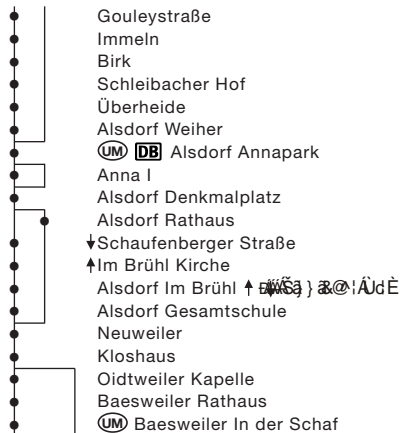 Gouleystraße
Immeln
Birk
Schleibacher Hof
Überheide
Alsdorf Weiher
UM DB Alsdorf Annapark
Anna I
Alsdorf Denkmalplatz
Alsdorf Rathaus
Schaufenberger Straße
Im Brühl Kirche
Alsdorf Im Brühl
Alsdorf Gesamtschule
Neuweiler
Kloshaus
Oidtweiler Kapelle
Baesweiler Rathaus
UM Baesweiler In der Schaf